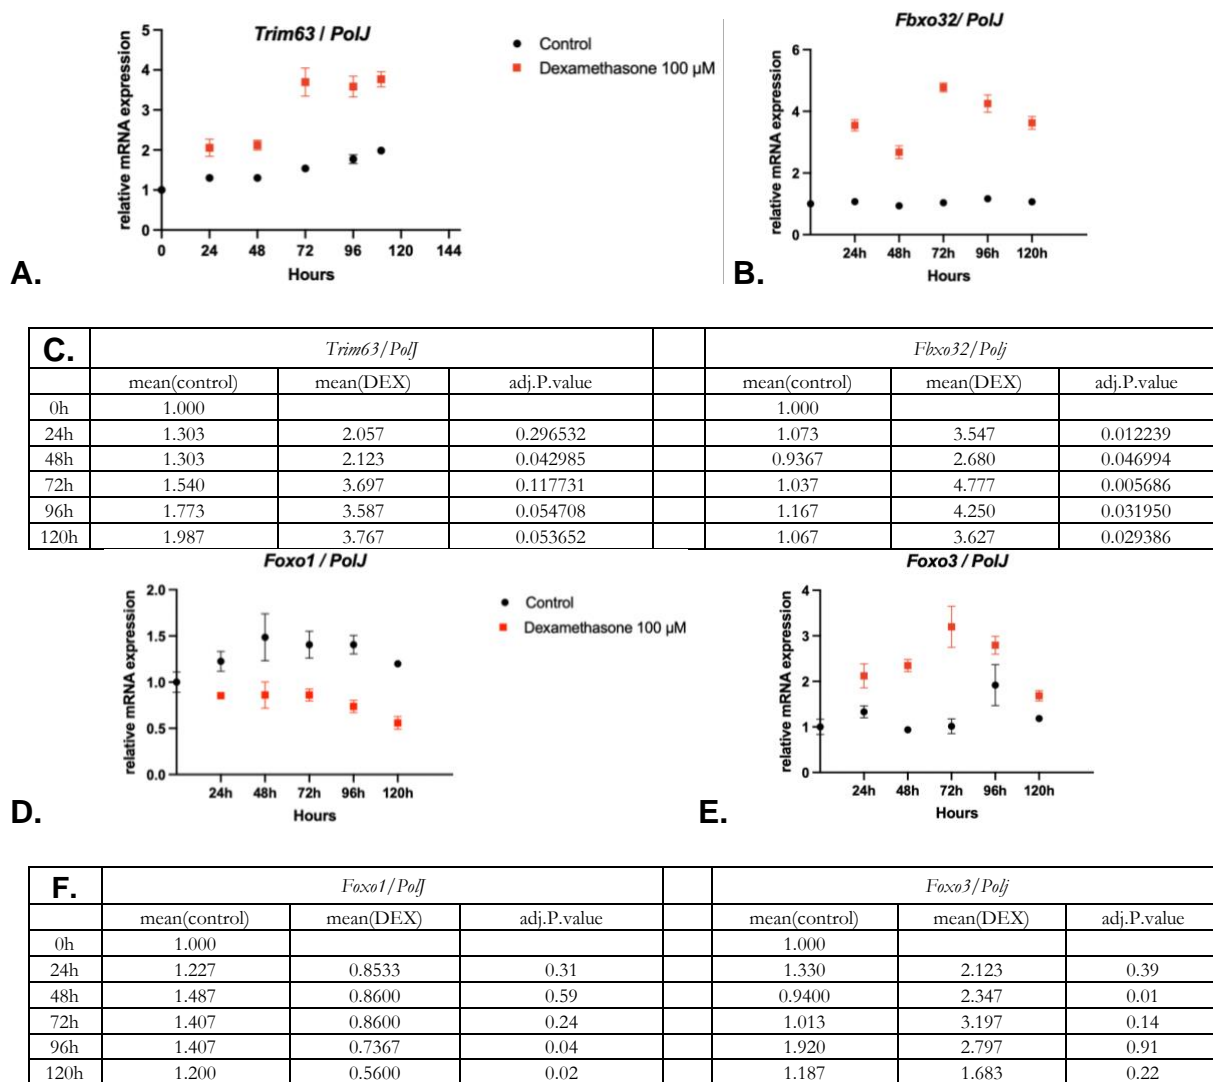 Trim63 / PolJ
relative mRNA expression
5
4
3
2
1
0
0 24 48 72 96 120 144
Hours
A.
Control
Dexamethasone 100 µM
Fbxo32/ PolJ
relative mRNA expression
6
4
2
0
24h 48h 72h 96h 120h
Hours
B.
C. Trim63/PolJ Fbxo32/Polj
mean(control) mean(DEX) adj.P.value mean(control) mean(DEX) adj.P.value
0h 1.000 1.000
24h 1.303 2.057 0.296532 1.073 3.547 0.012239
48h 1.303 2.123 0.042985 0.9367 2.680 0.046994
72h 1.540 3.697 0.117731 1.037 4.777 0.005686
96h 1.773 3.587 0.054708 1.167 4.250 0.031950
120h 1.987 3.767 0.053652 1.067 3.627 0.029386
Foxo1 / PolJ
relative mRNA expression
2.0
1.5
1.0
0.5
0.0
24h 48h 72h 96h 120h
Hours
D.
Control
Dexamethasone 100 µM
Foxo3 / PolJ
relative mRNA expression
4
3
2
1
0
24h 48h 72h 96h 120h
Hours
E.
F. Foxo1/PolJ Foxo3/Polj
mean(control) mean(DEX) adj.P.value mean(control) mean(DEX) adj.P.value
0h 1.000 1.000
24h 1.227 0.8533 0.31 1.330 2.123 0.39
48h 1.487 0.8600 0.59 0.9400 2.347 0.01
72h 1.407 0.8600 0.24 1.013 3.197 0.14
96h 1.407 0.7367 0.04 1.920 2.797 0.91
120h 1.200 0.5600 0.02 1.187 1.683 0.22